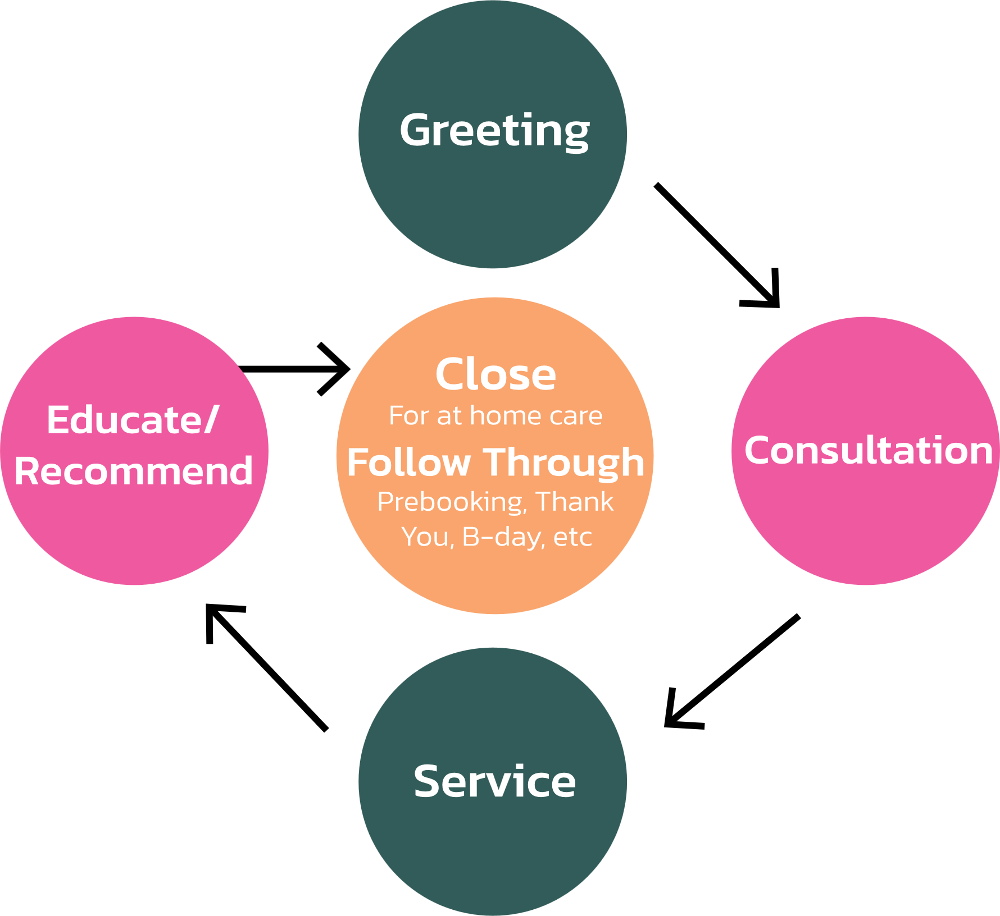 Greeting
Consultation
Service
Educate/
Recommend
Close
For at home care
Follow Through
Prebooking, Thank
You, B-day, etc